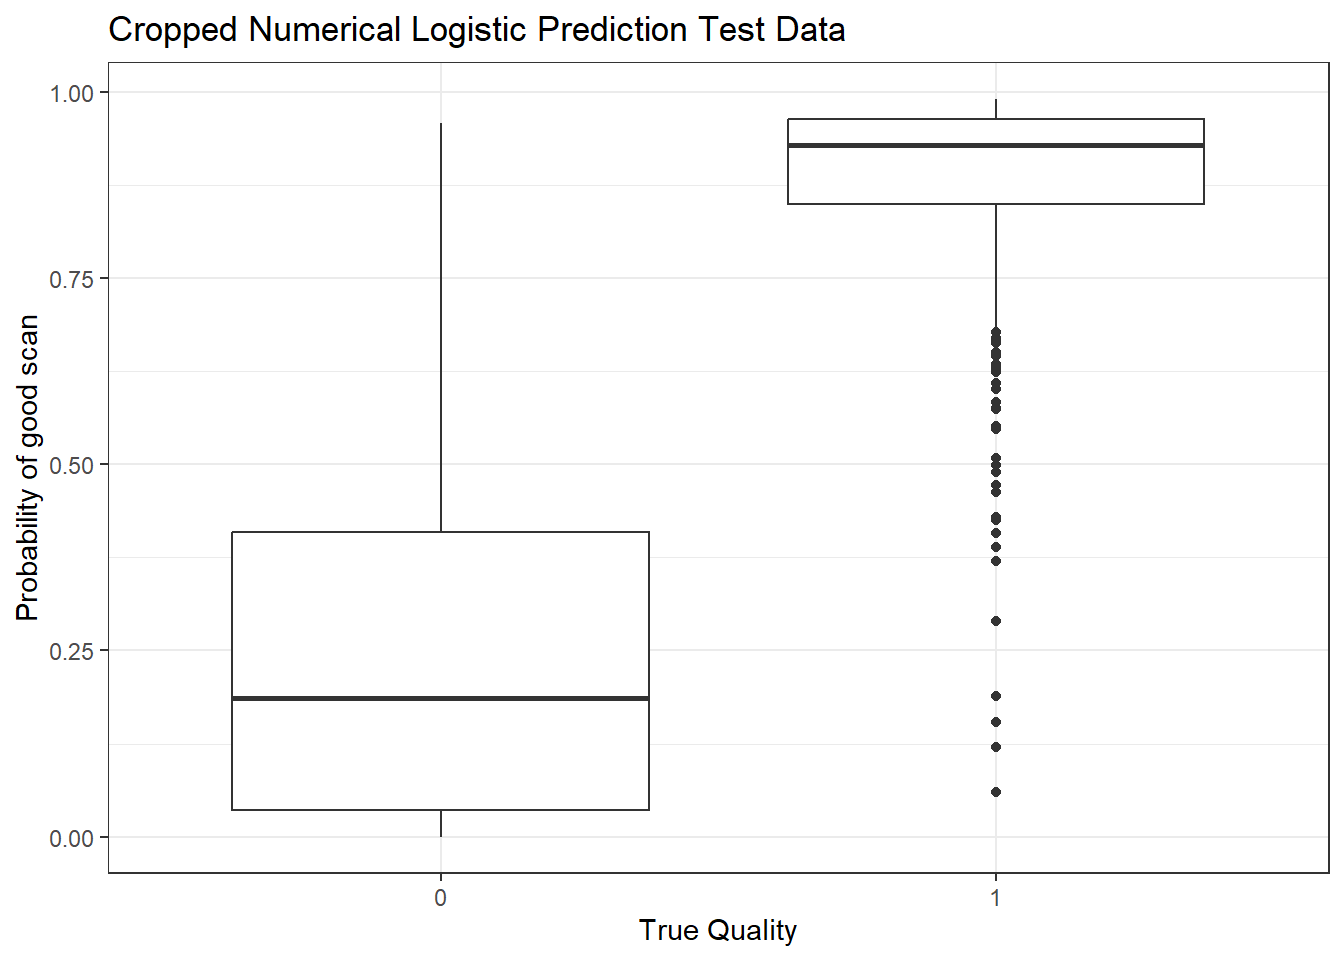 Cropped Numerical Logistic Prediction Test Data
Probability of good scan
1.00
0.75
0.50
0.25
0.00
0
1
True Quality